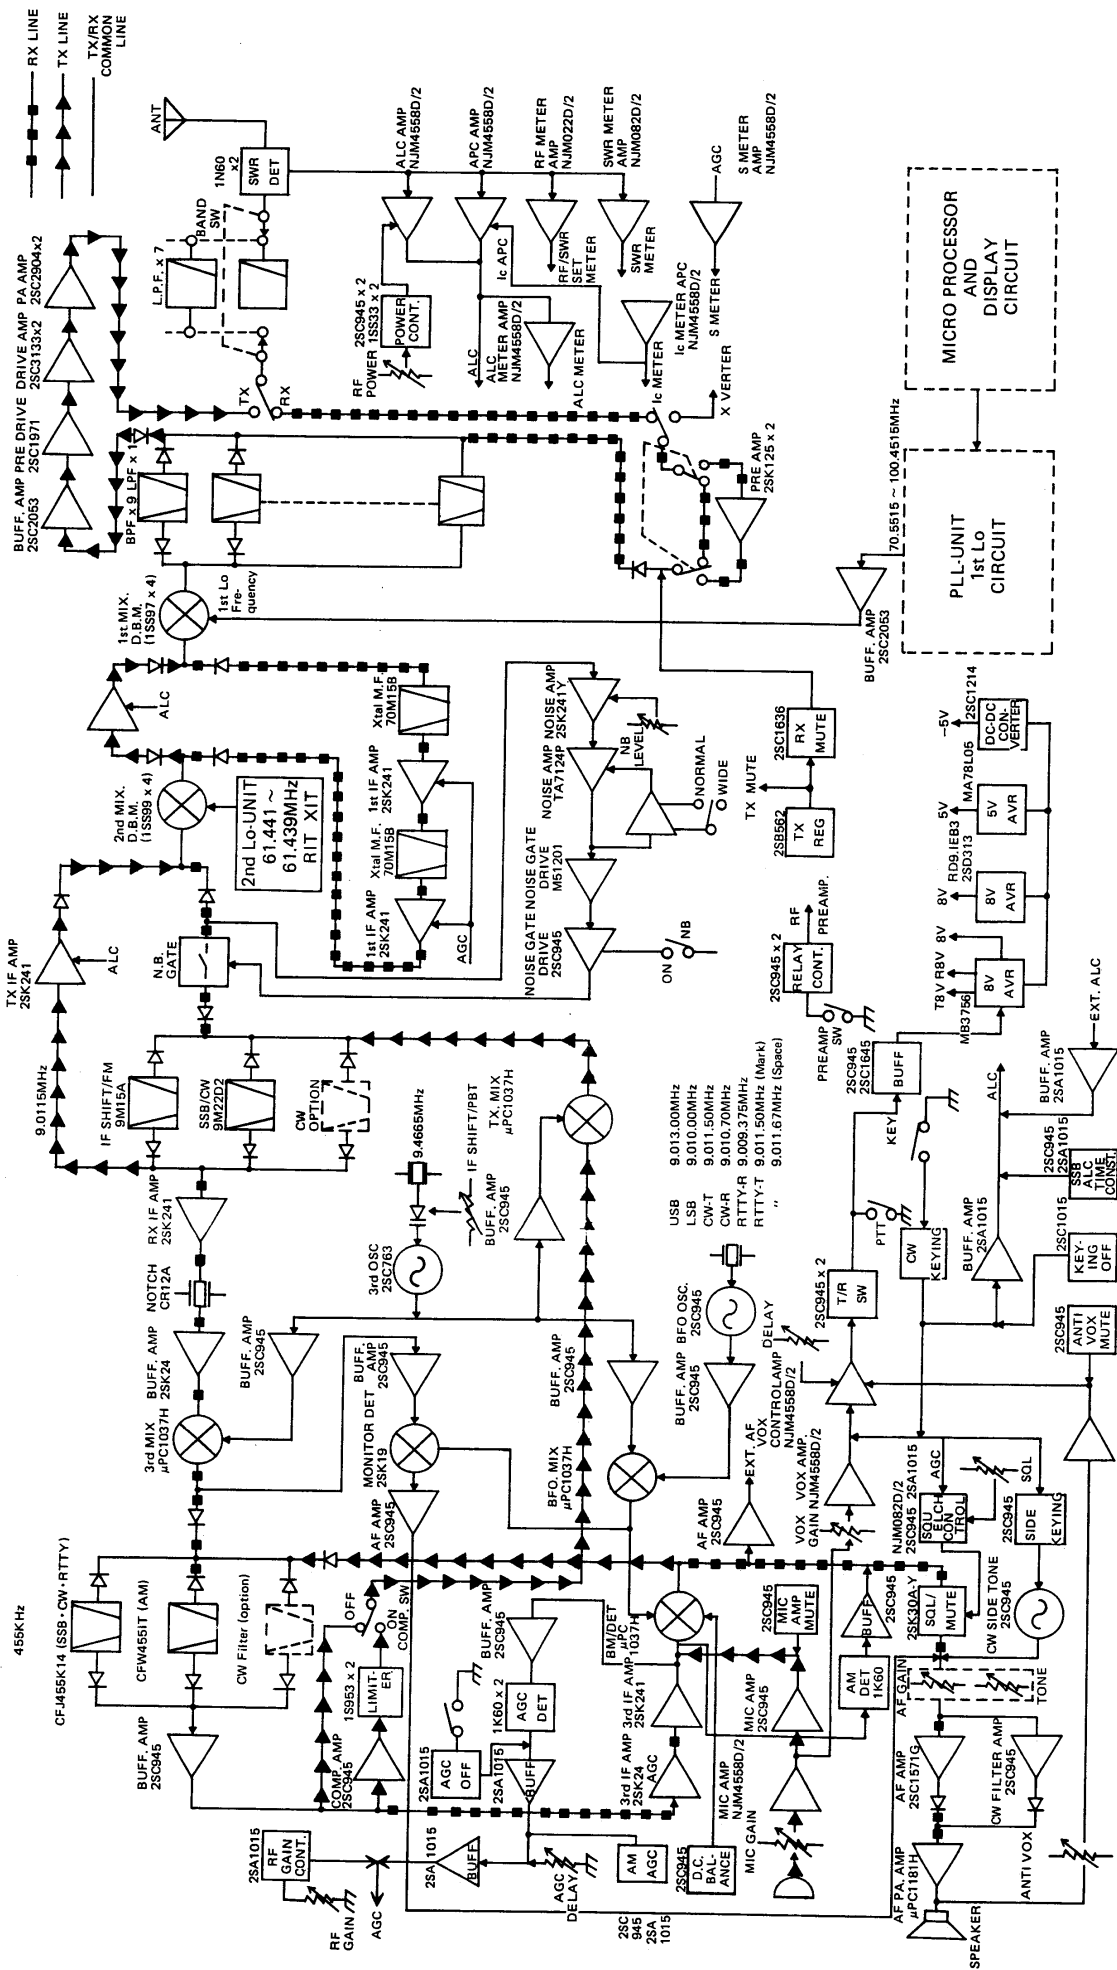 RX LINE
TX LINE
TX/RX
COMMON
LINE
ANT
1N60
x2
SWR
DET
BAND
SW
L.P.F. x 7
BUFF. AMP
2SC2053
PRE DRIVE
2SC1971
DRIVE AMP
2SC3133x2
PA AMP
2SC2904x2
TX
RX
ALC AMP
NJM4558D/2
APC AMP
NJM4558D/2
RF METER
AMP
NJM022D/2
SWR METER
AMP
NJM082D/2
AGC
S METER
AMP
NJM4558D/2
2SC945 x 2
1SS33 x 2
POWER
CONT.
RF
POWER
Ic APC
ALC
ALC
METER AMP
NJM4558D/2
RF/SWR
SET
METER
SWR
METER
ALC METER
Ic METER APC
NJM4558D/2
S METER
Ic METER
X VERTER
PRE AMP
2SK125 x 2
BPF x 9 LPF x 1
MICRO PROCESSOR
AND
DISPLAY
CIRCUIT
70.5515 ~ 100.4515MHz
PLL-UNIT
1st Lo
CIRCUIT
BUFF. AMP
2SC2053
1st MIX.
D.B.M.
(1SS97 x 4)
1st Lo
Fre-
quency
ALC
Xtal M.F.
70M15B
1st IF AMP
2SK241
Xtal M.F.
70M15B
1st IF AMP
2SK241
AGC
2nd MIX.
D.B.M.
(1SS99 x 4)
2nd Lo-UNIT
61.441 ~
61.439MHz
RIT XIT
NOISE AMP
2SK241Y
NB
LEVEL
NOISE AMP
TA7124P
NORMAL
WIDE
NOISE GATE
DRIVE
M51201
NOISE GATE
DRIVE
2SC945
ON
NB
TX MUTE
2SC1636
RX
MUTE
2SB562
TX
REG
2SC1214
-5V
DC-DC
CON-
VERTER
MA78L05
5V
5V
AVR
RD9.IEB3
2SD313
8V
8V
AVR
T8V R8V 8V
MB3756
8V
AVR
RF
PREAMP.
2SC945 x 2
RELAY
CONT.
PREAMP
SW
TX IF AMP
2SK241
ALC
N.B.
GATE
9.0115MHz
IF SHIFT/FM
9M15A
SSB/CW
9M22D2
CW
OPTION
RX IF AMP
2SK241
NOTCH
CR12A
BUFF. AMP
2SK24
3rd MIX
µPC1037H
9.4665MHz
3rd OSC
2SC763
IF SHIFT/PBT
BUFF. AMP
2SC945
TX. MIX
µPC1037H
BUFF. AMP
2SC945
BUFF.
AMP
2SC945
MONITOR DET
2SK19
AF AMP
2SC945
BUFF. AMP
2SC945
BFO. MIX
µPC1037H
USB 9.013.00MHz
LSB 9.010.00MHz
CW-T 9.011.50MHz
CW-R 9.010.70MHz
RTTY-R 9.009.375MHz
RTTY-T 9.011.50MHz (Mark)
" 9.011.67MHz (Space)
BFO OSC.
2SC945
BUFF. AMP
2SC945
EXT. AF
AF AMP
2SC945
2SC945
2SC1645
BUFF
KEY
PTT
2SC945 x 2
T/R
SW
CW
KEYING
DELAY
VOX
CONTROLAMP
NJM4558D/2
VOX AMP.
NJM4558D/2
VOX
GAIN
ALC
BUFF. AMP
2SA1015
EXT. ALC
BUFF. AMP
2SA1015
2SC945
2SA1015
SSB
ALC
TIME
CONST.
2SC1015
KEY-
ING
OFF
2SC945
ANTI
VOX
MUTE
AGC
SQL
NJM082D/2
2SC945 2SA1015
SQU
ELCH
CON
TROL
2SC945
SIDE
KEYING
2SC945
2SK30A-Y
SQL/
MUTE
CW SIDE TONE
2SC945
BUFF
AM
DET
1K60
AF GAIN
TONE
AF AMP
2SC1571G
CW FILTER AMP
2SC945
ANTI VOX
AF PA. AMP
µPC1181H
SPEAKER
455KHz
CFJ455K14 (SSB·CW·RTTY)
CFW455IT (AM)
CW Filter (option)
BUFF. AMP
2SC945
OFF
ON
COMP. SW
1S953 x 2
LIMIT-
ER
COMP. AMP
2SC945
BUFF. AMP
2SC945
1K60 x 2
AGC
DET
2SA1015
AGC
OFF
2SA1015
BUFF
BM/DET
µPC
1037H
3rd IF AMP
2SK241
3rd IF AMP
2SK24
AGC
2SC945
MIC
AMP
MUTE
MIC AMP
2SC945
MIC AMP
NJM4558D/2
MIC GAIN
2SA1015
RF
GAIN
CONT.
RF
GAIN
2SA1015
BUFF
AGC
AGC
DELAY
AM
AGC
2SC945
D.C.
BAL-
ANCE
2SC
945
2SA
1015